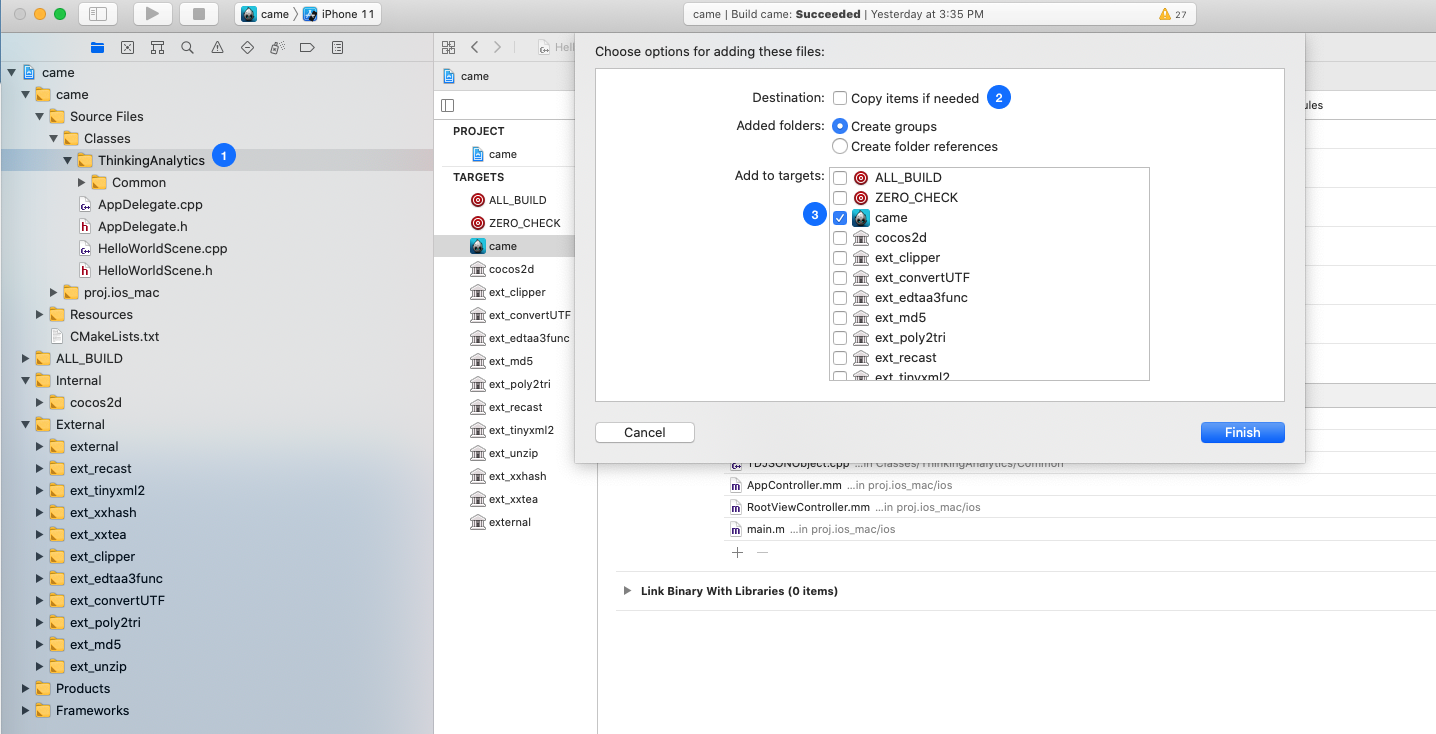 came
iPhone 11
came | Build came: Succeeded | Yesterday at 3:35 PM
27
came
came
Source Files
Classes
ThinkingAnalytics
1
Common
AppDelegate.cpp
AppDelegate.h
HelloWorldScene.cpp
HelloWorldScene.h
proj.ios_mac
Resources
CMakeLists.txt
ALL_BUILD
Internal
cocos2d
External
external
ext_recast
ext_tinyxml2
ext_xxhash
ext_xxtea
ext_clipper
ext_edtaa3func
ext_convertUTF
ext_poly2tri
ext_md5
ext_unzip
Products
Frameworks
Hello
came
PROJECT
came
TARGETS
ALL_BUILD
ZERO_CHECK
came
cocos2d
ext_clipper
ext_convertUTF
ext_edtaa3func
ext_md5
ext_poly2tri
ext_recast
ext_tinyxml2
ext_unzip
ext_xxhash
ext_xxtea
external
Choose options for adding these files:
Destination: Copy items if needed 2
Added folders: Create groups
Create folder references
Add to targets: ALL_BUILD
ZERO_CHECK
3 came
cocos2d
ext_clipper
ext_convertUTF
ext_edtaa3func
ext_md5
ext_poly2tri
ext_recast
ext_tinyxml2
Cancel
Finish
ules
TDJSONObject.cpp ...in Classes/ThinkingAnalytics/Common
AppController.mm ...in proj.ios_mac/ios
RootViewController.mm ...in proj.ios_mac/ios
main.m ...in proj.ios_mac/ios
Link Binary With Libraries (0 items)